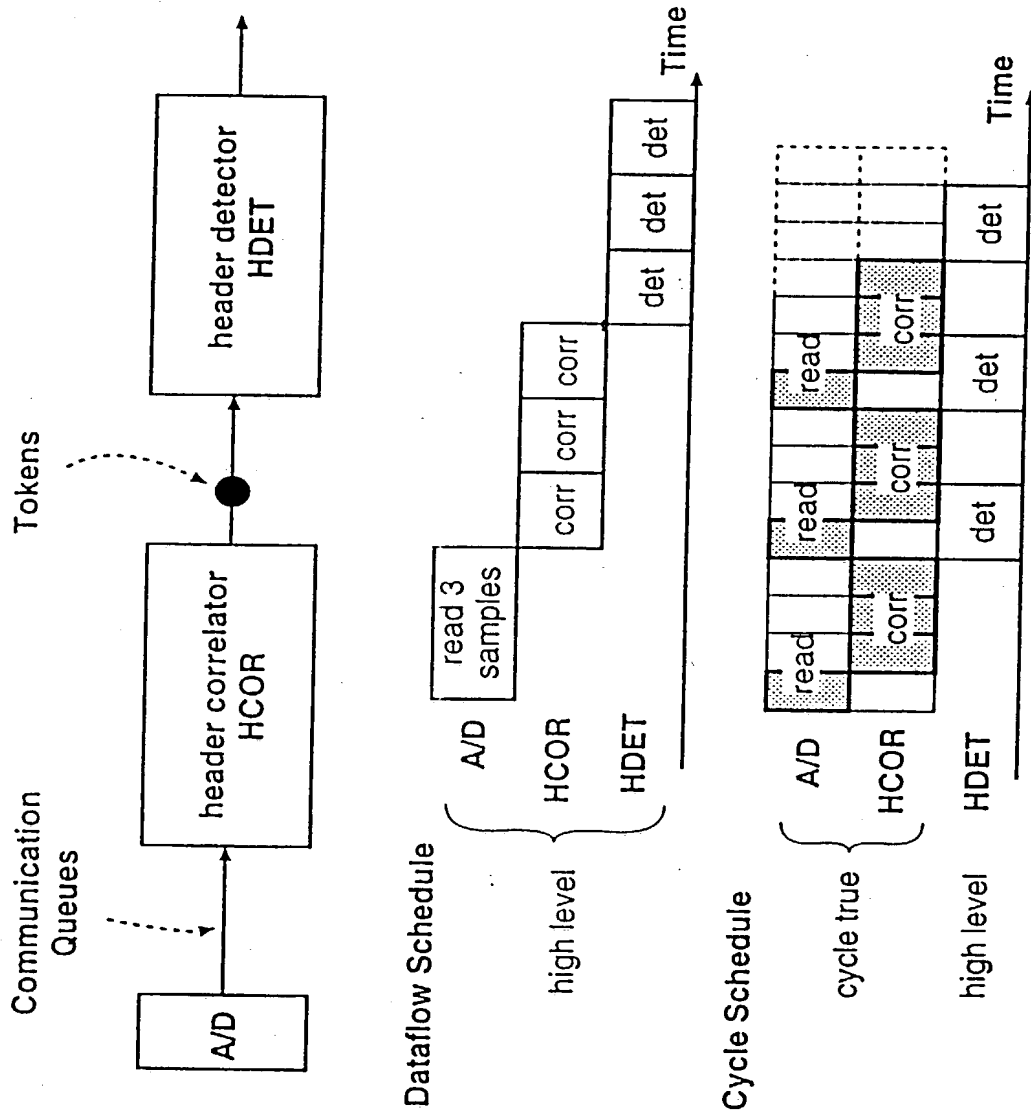 Communication
Queues
Tokens
A/D
header correlator
HCOR
header detector
HDET
Dataflow Schedule
high level
A/D
HCOR
HDET
read 3
samples
corr
corr
corr
det
det
det
Time
Cycle Schedule
cycle true
high level
A/D
HCOR
HDET
read
read
read
corr
corr
corr
det
det
det
Time